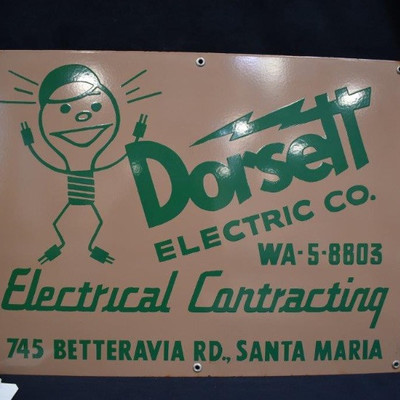 Dorsett
ELECTRIC CO.
WA-5-8803
Electrical Contracting
745 BETTERAVIA RD., SANTA MARIA